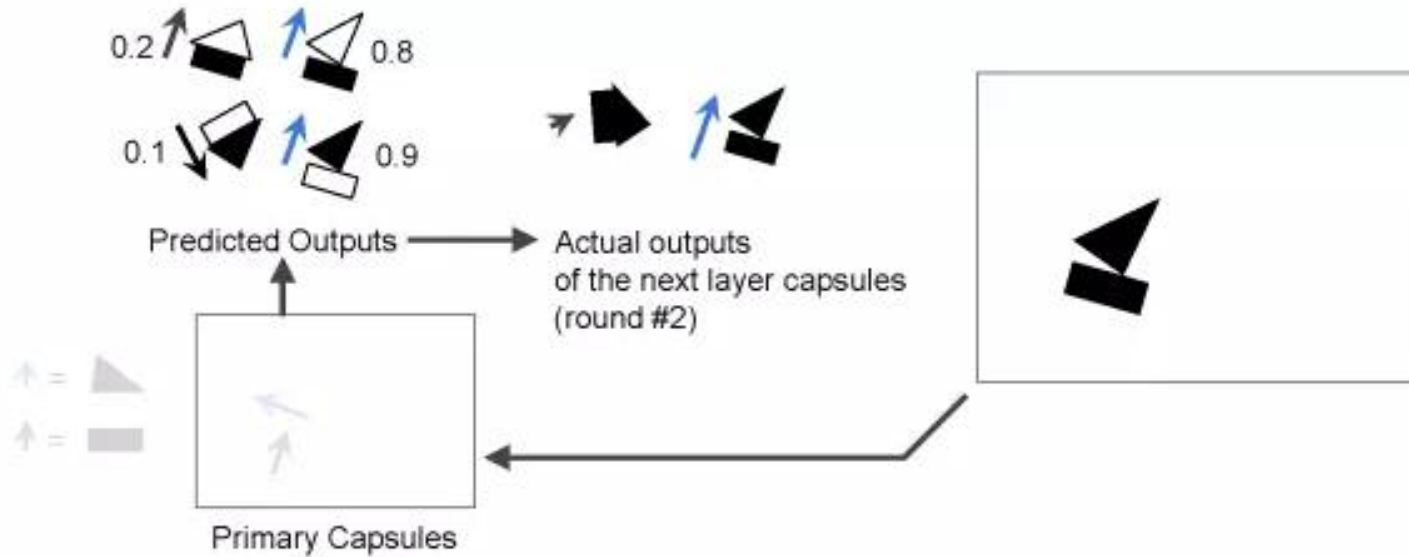 0.2
0.8
0.1
0.9
Predicted Outputs
Actual outputs
of the next layer capsules
(round #2)
=
=
Primary Capsules